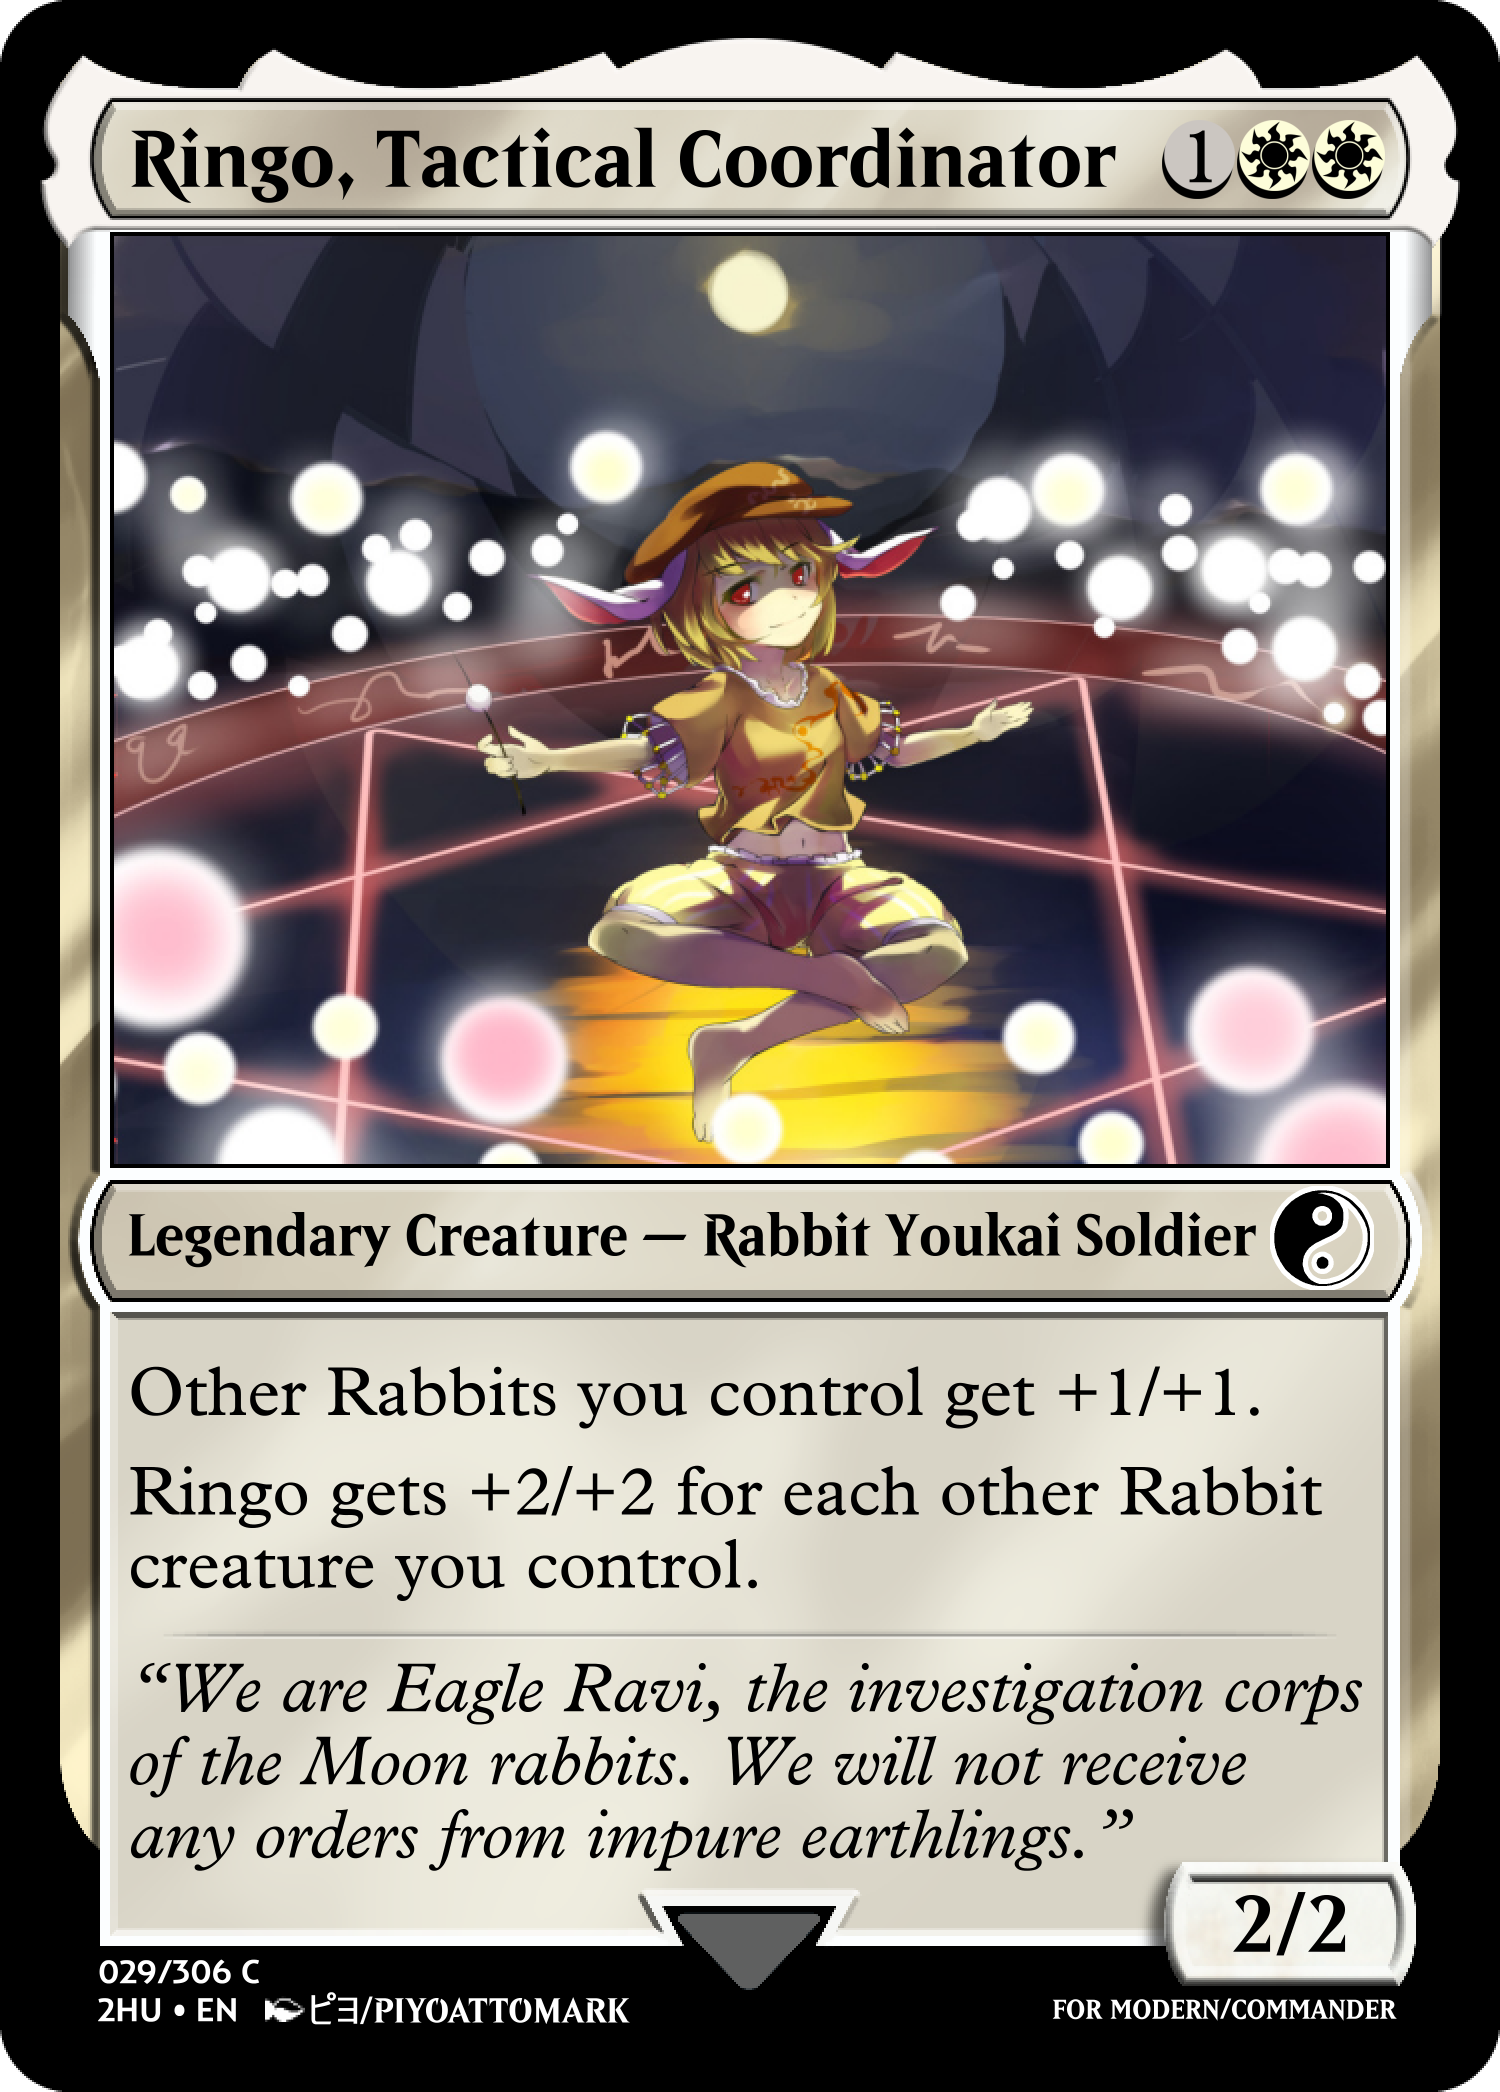 Ringo, Tactical Coordinator 1
Legendary Creature — Rabbit Youkai Soldier
Other Rabbits you control get +1/+1.
Ringo gets +2/+2 for each other Rabbit
creature you control.
“We are Eagle Ravi, the investigation corps
of the Moon rabbits. We will not receive
any orders from impure earthlings.”
2/2
029/306 C
2HU • EN ピヨ/PIYOATTOMARK
FOR MODERN/COMMANDER